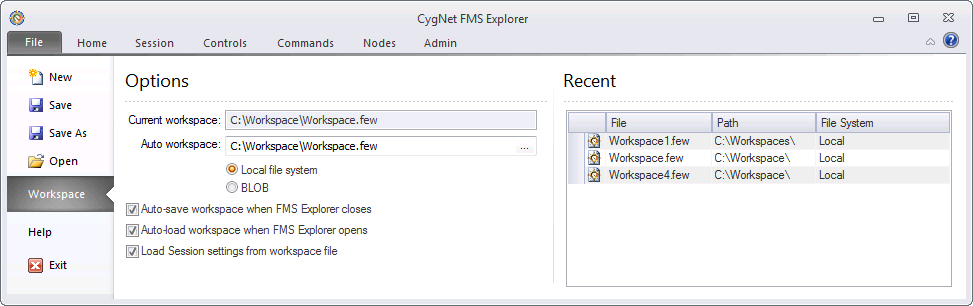 CygNet FMS Explorer
File Home Session Controls Commands Nodes Admin
New
Save
Save As
Open
Workspace
Help
Exit
Options
Current workspace: C:\Workspace\Workspace.few
Auto workspace: C:\Workspace\Workspace.few ...
Local file system
BLOB
Auto-save workspace when FMS Explorer closes
Auto-load workspace when FMS Explorer opens
Load Session settings from workspace file
Recent
File Path File System
Workspace1.few C:\Workspaces\ Local
Workspace.few C:\Workspace\ Local
Workspace4.few C:\Workspace\ Local